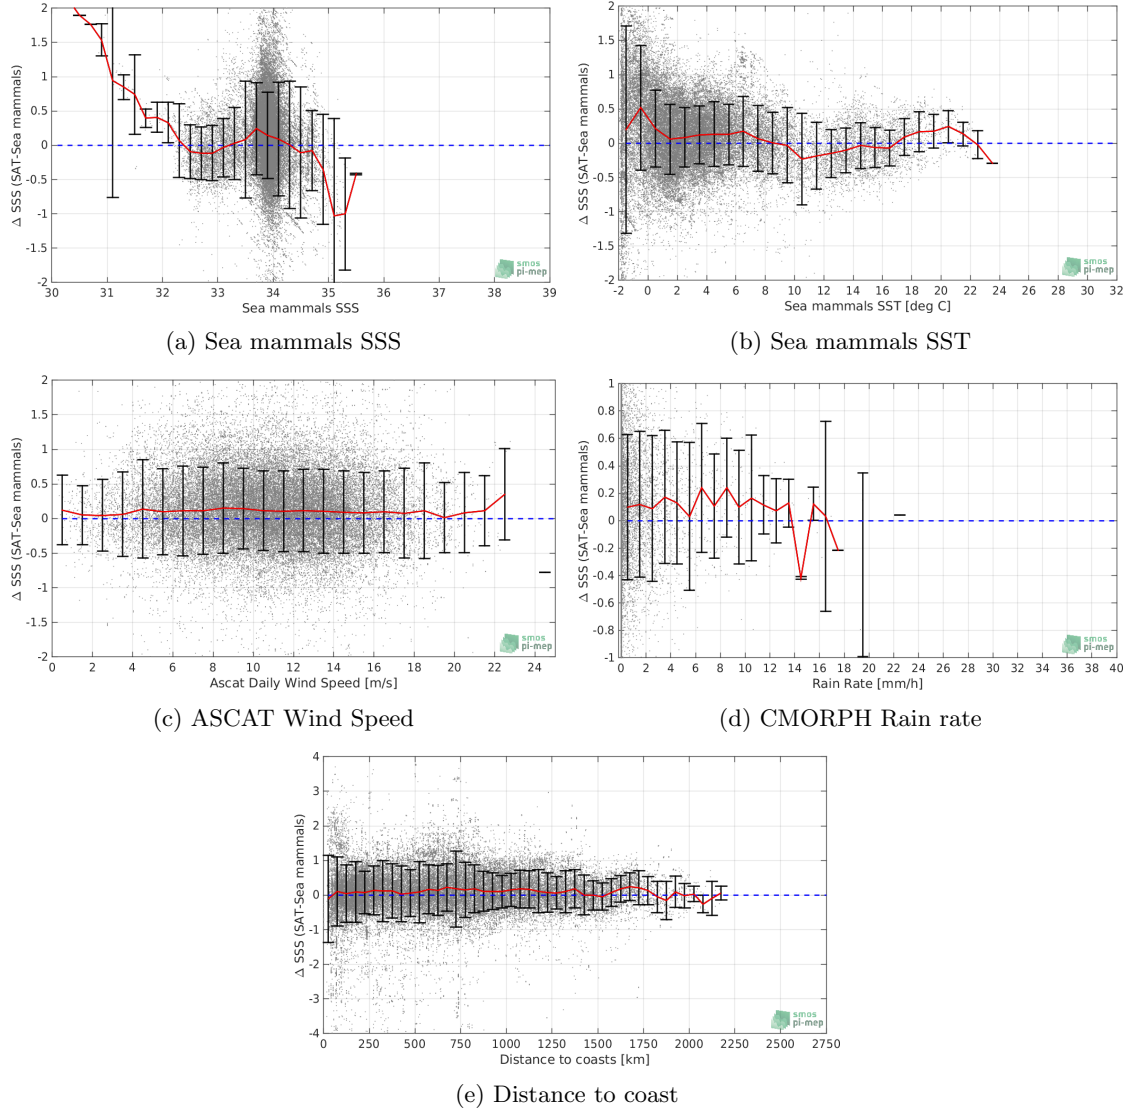 2
1.5
1
0.5
0
-0.5
-1
-1.5
-2
Δ SSS (SAT-Sea mammals)
30 31 32 33 34 35 36 37 38 39
Sea mammals SSS
smos
pi-mep
(a) Sea mammals SSS
2
1.5
1
0.5
0
-0.5
-1
-1.5
-2
Δ SSS (SAT-Sea mammals)
-2 0 2 4 6 8 10 12 14 16 18 20 22 24 26 28 30 32
Sea mammals SST [deg C]
smos
pi-mep
(b) Sea mammals SST
2
1.5
1
0.5
0
-0.5
-1
-1.5
-2
Δ SSS (SAT-Sea mammals)
0 2 4 6 8 10 12 14 16 18 20 22 24
Ascat Daily Wind Speed [m/s]
smos
pi-mep
(c) ASCAT Wind Speed
1
0.8
0.6
0.4
0.2
0
-0.2
-0.4
-0.6
-0.8
-1
Δ SSS (SAT-Sea mammals)
0 2 4 6 8 10 12 14 16 18 20 22 24 26 28 30 32 34 36 38 40
Rain Rate [mm/h]
smos
pi-mep
(d) CMORPH Rain rate
4
3
2
1
0
-1
-2
-3
-4
Δ SSS (SAT-Sea mammals)
0 250 500 750 1000 1250 1500 1750 2000 2250 2500 2750
Distance to coasts [km]
smos
pi-mep
(e) Distance to coast